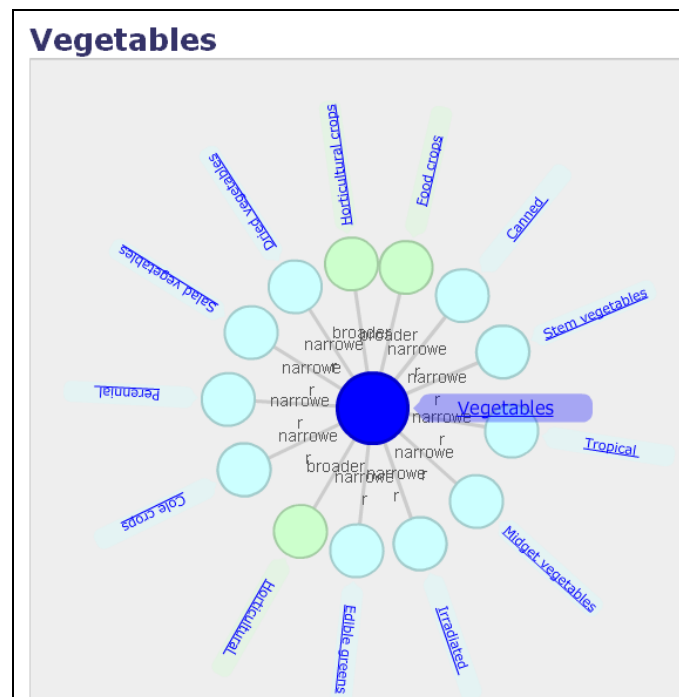 Vegetables
Horticultural crops
Food crops
Dried vegetables
Canned
Salad vegetables
Stem vegetables
broader
broader
narrowe
r
narrowe
r
narrowe
r
narrowe
r
Perennial
narrowe
r
Vegetables
narrowe
r
narrowe
r
Tropical
narrowe
r
broader
narrowe
r
narrowe
r
Cole crops
Midget vegetables
Horticultural
Edible greens
Irradiated